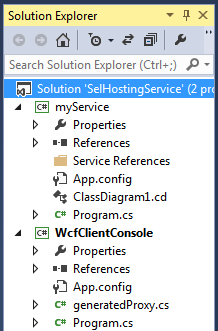 Solution Explorer
Search Solution Explorer (Ctrl+;)
Solution 'SelHostingService' (2 pro
myService
Properties
References
Service References
App.config
ClassDiagram1.cd
C# Program.cs
WcfClientConsole
Properties
References
App.config
C# generatedProxy.cs
C# Program.cs